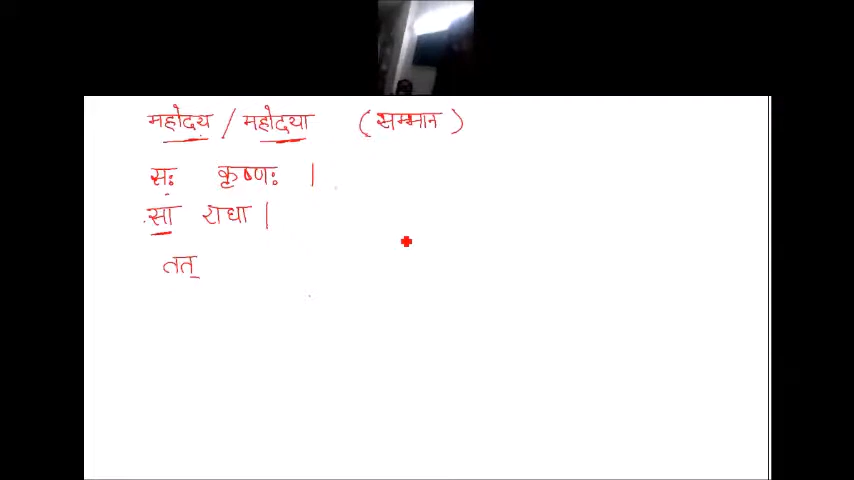 महोदय / महोदया (सम्मान)
सः कृष्णः ।
सा राधा ।
तत्